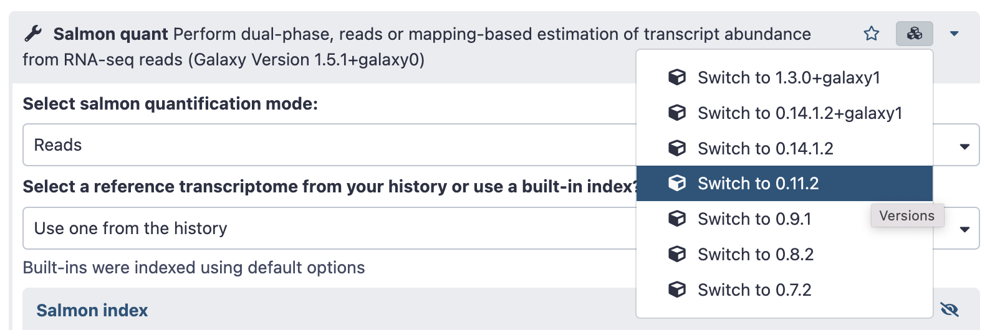 Salmon quant Perform dual-phase, reads or mapping-based estimation of transcript abundance
from RNA-seq reads (Galaxy Version 1.5.1+galaxy0)
Switch to 1.3.0+galaxy1
Switch to 0.14.1.2+galaxy1
Switch to 0.14.1.2
Switch to 0.11.2
Switch to 0.9.1
Switch to 0.8.2
Switch to 0.7.2
Versions
Select salmon quantification mode:
Reads
Select a reference transcriptome from your history or use a built-in index?
Use one from the history
Built-ins were indexed using default options
Salmon index